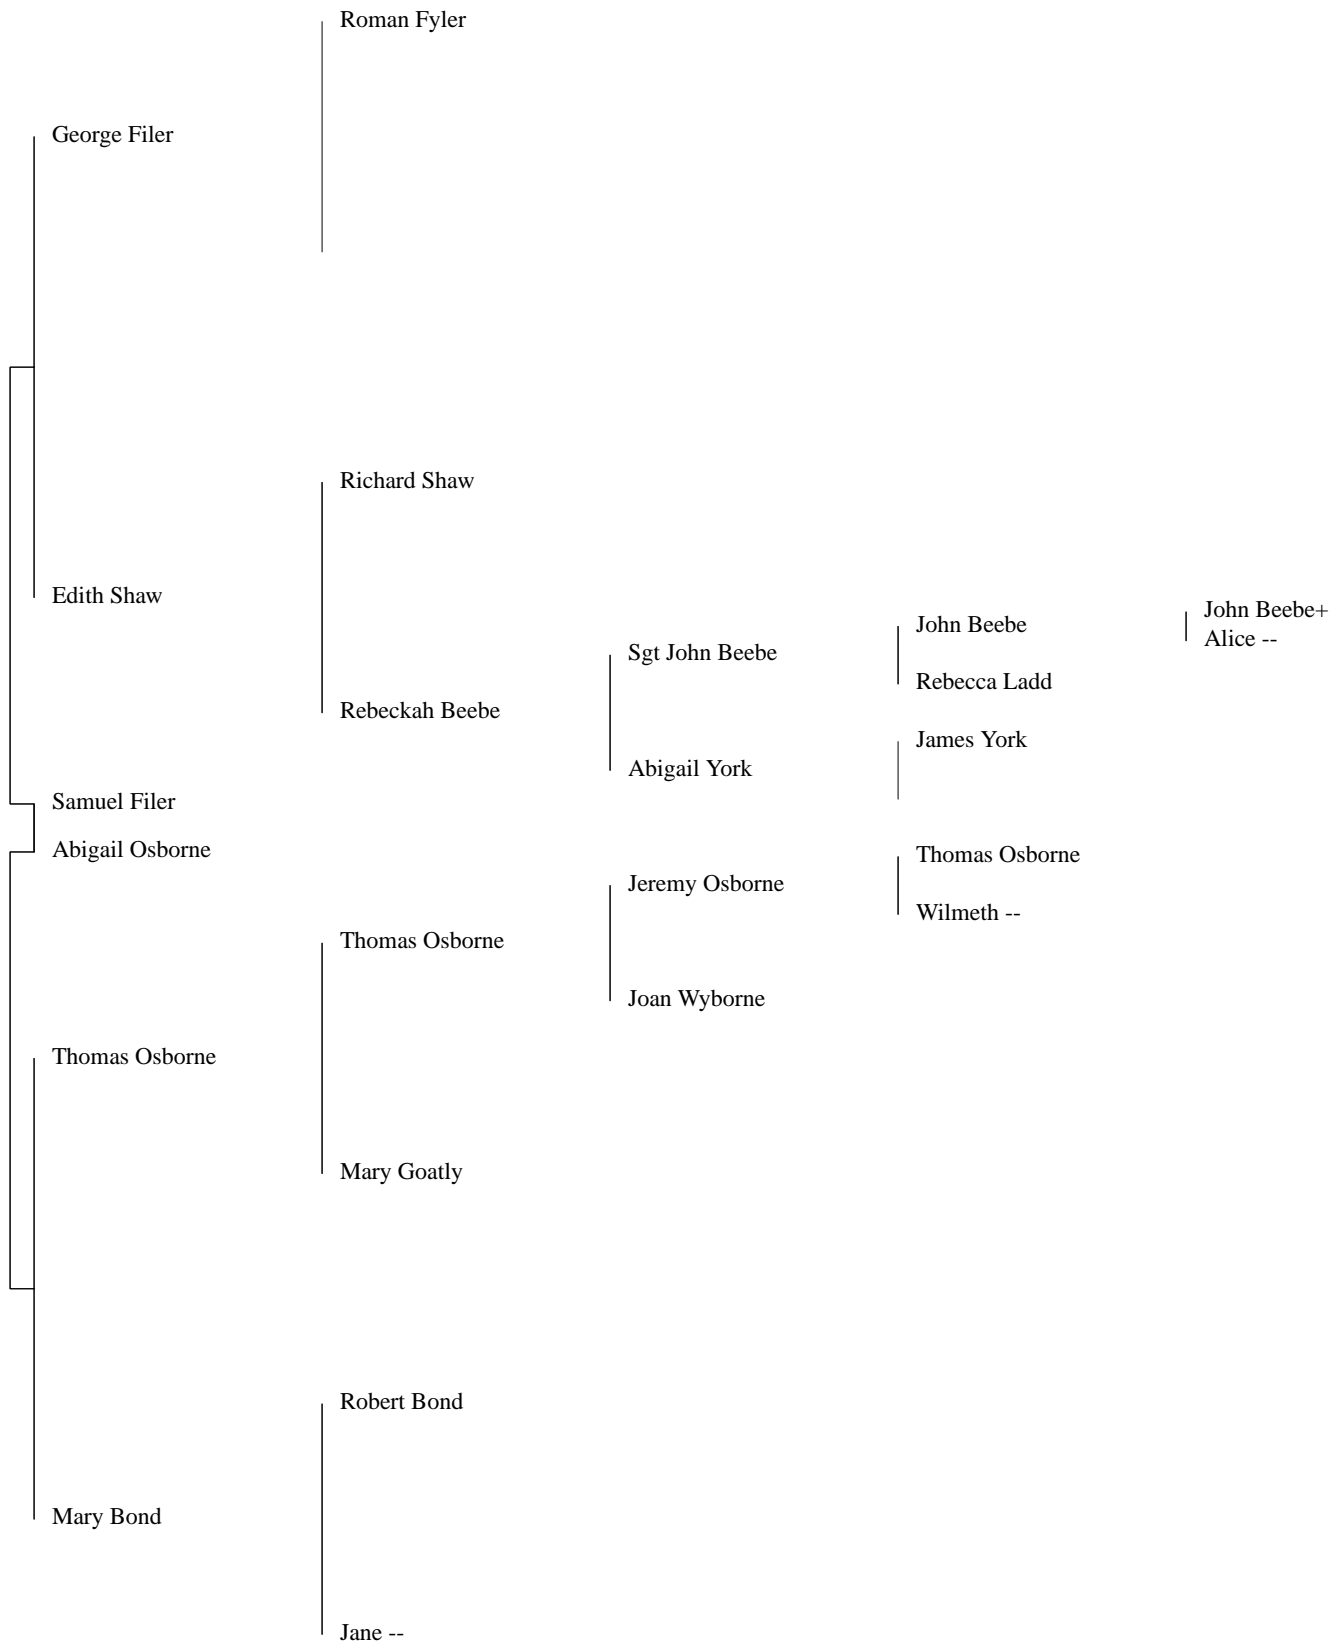 Roman Fyler
George Filer
Richard Shaw
Edith Shaw
John Beebe+
John Beebe
Alice --
Sgt John Beebe
Rebecca Ladd
Rebeckah Beebe
James York
Abigail York
Samuel Filer
Abigail Osborne
Thomas Osborne
Jeremy Osborne
Wilmeth --
Thomas Osborne
Joan Wyborne
Thomas Osborne
Mary Goatly
Robert Bond
Mary Bond
Jane --